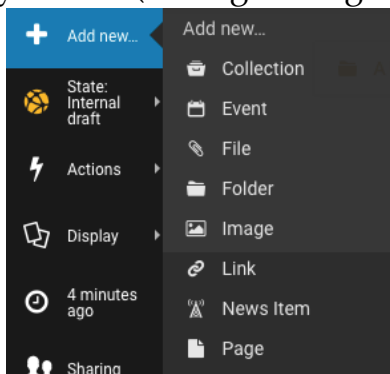 Add new...
State:
Internal
draft
Actions
Display
4 minutes
ago
Sharing
Add new...
Collection
Event
File
Folder
Image
Link
News Item
Page